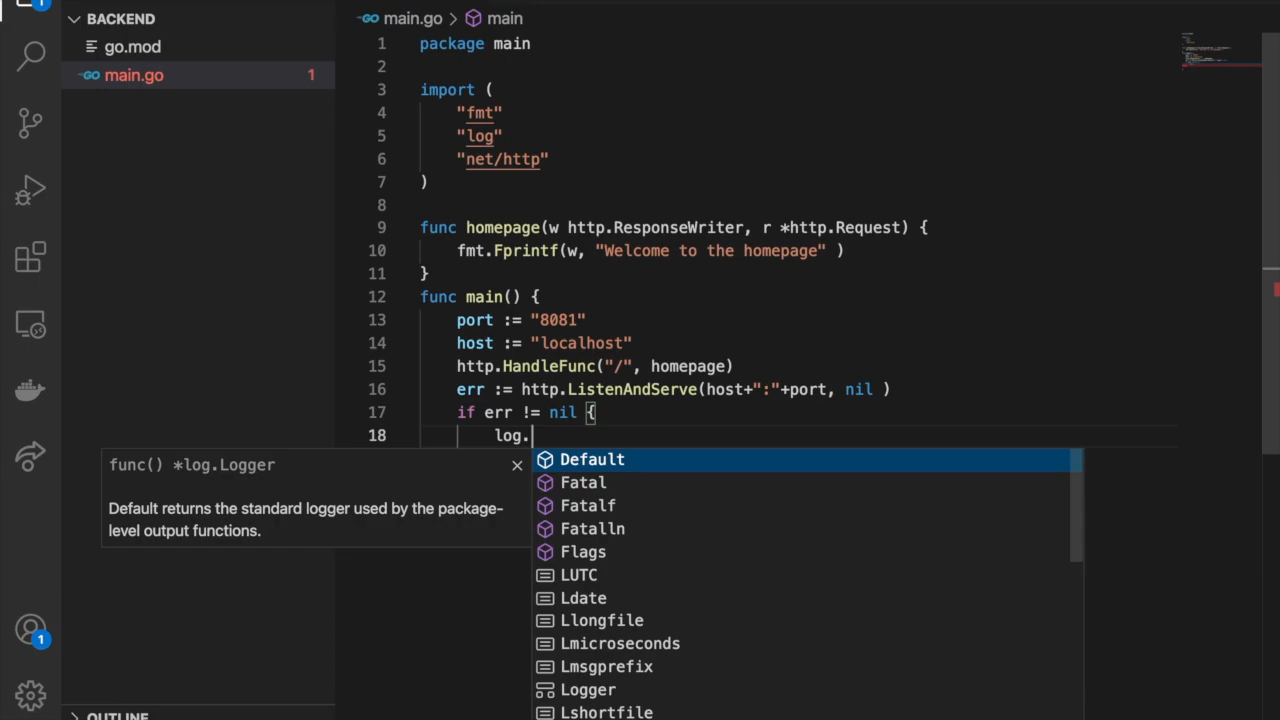 1
BACKEND
go.mod
main.go 1
1
OUTLINE
GO main.go > main
1 package main
2
3 import (
4 "fmt"
5 "log"
6 "net/http"
7 )
8
9 func homepage(w http.ResponseWriter, r *http.Request) {
10 fmt.Fprintf(w, "Welcome to the homepage" )
11 }
12 func main() {
13 port := "8081"
14 host := "localhost"
15 http.HandleFunc("/", homepage)
16 err := http.ListenAndServe(host+":"+port, nil )
17 if err != nil {
18 log.
func() *log.Logger
Default returns the standard logger used by the package-
level output functions.
Default
Fatal
Fatalf
Fatalln
Flags
LUTC
Ldate
Llongfile
Lmicroseconds
Lmsgprefix
Logger
Lshortfile